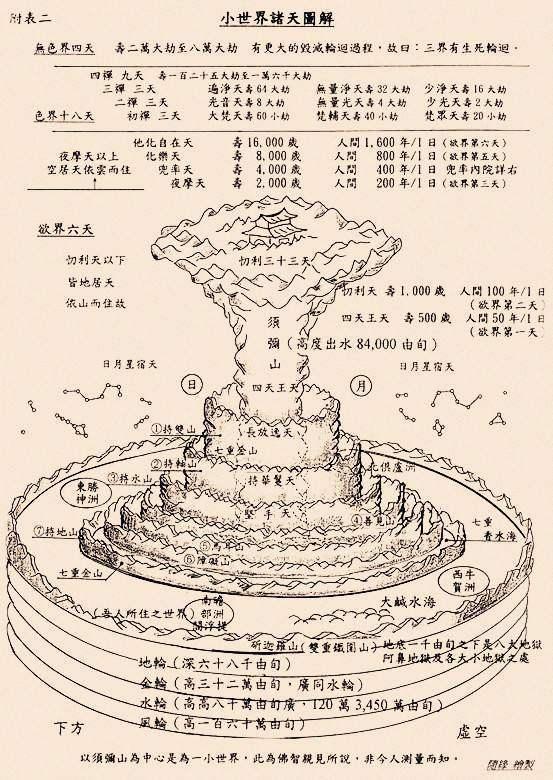 附表二
小世界諸天圖解
無色界四天 壽二萬大劫至八萬大劫 有更大的毀滅輪迴過程,故曰:三界有生死輪迴.
四禪 九天 壽一百二十五大劫至一萬六千大劫
三禪 三天 遍淨天壽64大劫 無量淨天壽32大劫 少淨天壽16大劫
二禪 三天 光音天壽8大劫 無量光天壽4大劫 少光天壽2大劫
色界十八天 初禪 三天 大梵天壽60小劫 梵輔天壽40小劫 梵眾天壽20小劫
他化自在天 壽16,000歲 人間1,600年/1日(欲界第六天)
夜摩天以上 化樂天 壽8,000歲 人間800年/1日(欲界第五天)
空居天依雲而住 兜率天 壽4,000歲 人間400年/1日 兜率內院詳右
夜摩天 壽2,000歲 人間200年/1日(欲界第三天)
欲界六天
忉利天以下
皆地居天
依山而住故
忉利三十三天
忉利天 壽1,000歲 人間100年/1日
(欲界第二天)
四天王天 壽500歲 人間50年/1日
(欲界第一天)
須彌山(高度出水84,000由旬)
日月星宿天
日月星宿天
日
月
四天王天
①持雙山
長放逸天
七重金山
②持軸山
北俱盧洲
③持水山
持華鬘天
東勝神洲
堅手天
④善見山
⑦持地山
七重香水海
⑤馬耳山
⑥障礙山
七重金山
西牛賀洲
大鹹水海
(吾人所住之世界)
南瞻部洲
閻浮提
斫迦羅山(雙重鐵圍山)
地底一千由旬之下是八大地獄
阿鼻地獄及各大小地獄之處
地輪(深六十八千由旬)
金輪(高三十二萬由旬,廣同水輪)
水輪(高高八十萬由旬廣,120萬3,450萬由旬)
風輪(高一百六十萬由旬)
下方
虛空
以須彌山為中心是為一小世界,此為佛智親見所說,非今人測量而知.
繪製